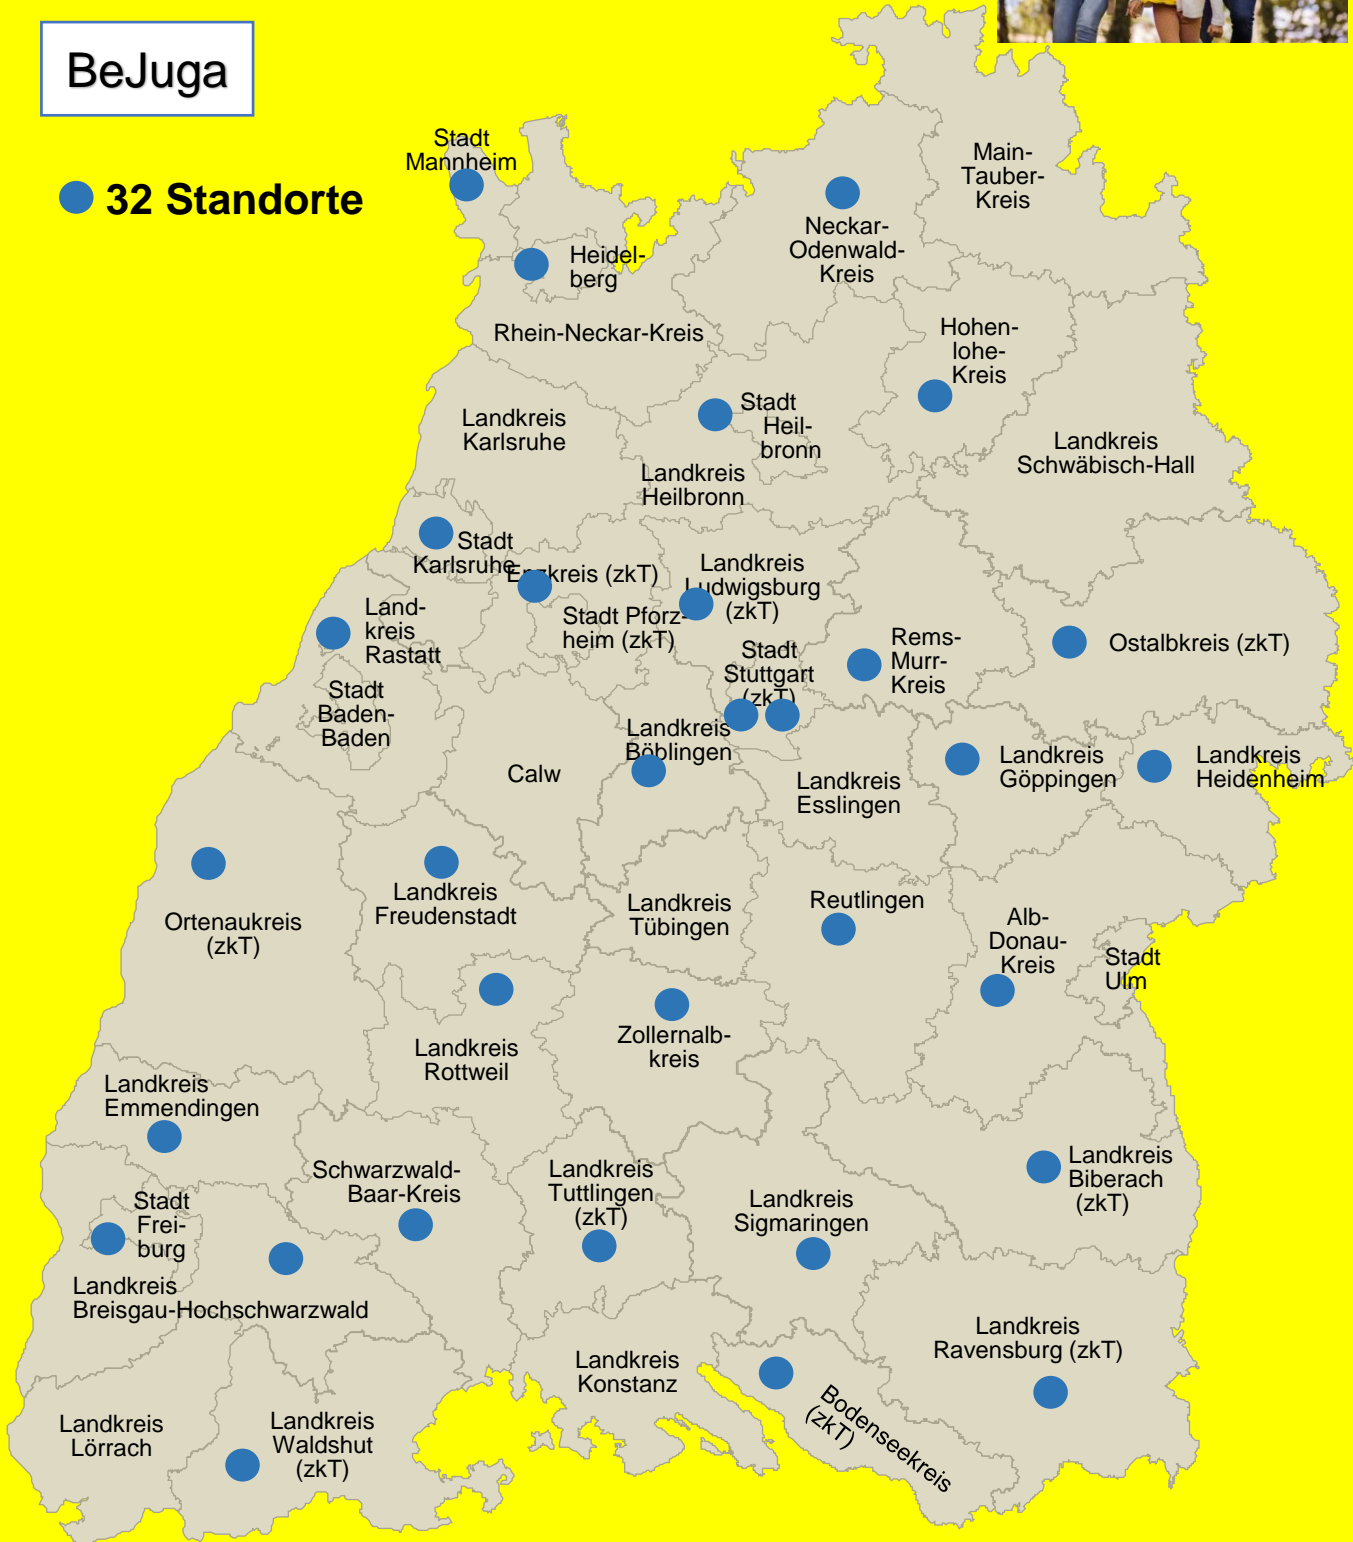 BeJuga
32 Standorte
Stadt
Mannheim
Main-
Tauber-
Kreis
Neckar-
Odenwald-
Kreis
Heidel-
berg
Rhein-Neckar-Kreis
Hohen-
lohe-
Kreis
Landkreis
Karlsruhe
Stadt
Heil-
bronn
Landkreis
Heilbronn
Landkreis
Schwäbisch-Hall
Stadt
Karlsruhe
Enzkreis (zkT)
Landkreis
Ludwigsburg
(zkT)
Stadt Pforz-
heim (zkT)
Land-
kreis
Rastatt
Stadt
Stuttgart
(zkT)
Rems-
Murr-
Kreis
Ostalbkreis (zkT)
Stadt
Baden-
Baden
Landkreis
Böblingen
Calw
Landkreis
Esslingen
Landkreis
Göppingen
Landkreis
Heidenheim
Ortenaukreis
(zkT)
Landkreis
Freudenstadt
Landkreis
Tübingen
Reutlingen
Alb-
Donau-
Kreis
Stadt
Ulm
Landkreis
Rottweil
Zollernalb-
kreis
Landkreis
Emmendingen
Schwarzwald-
Baar-Kreis
Landkreis
Tuttlingen
(zkT)
Landkreis
Sigmaringen
Landkreis
Biberach
(zkT)
Stadt
Frei-
burg
Landkreis
Breisgau-Hochschwarzwald
Landkreis
Ravensburg (zkT)
Landkreis
Konstanz
Bodenseekreis
(zkT)
Landkreis
Lörrach
Landkreis
Waldshut
(zkT)